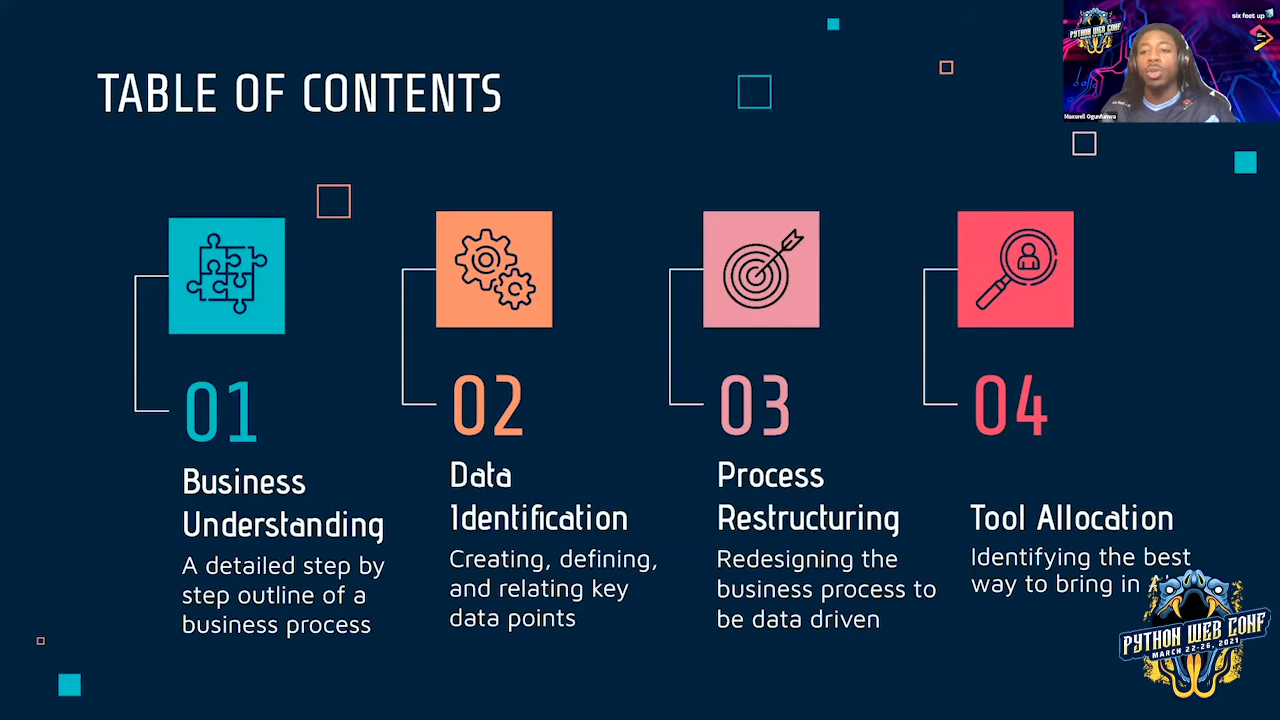 six feet up
PYTHON WEB CONF
Maxwell Ogunfunwa
TABLE OF CONTENTS
01
Business
Understanding
A detailed step by
step outline of a
business process
02
Data
Identification
Creating, defining,
and relating key
data points
03
Process
Restructuring
Redesigning the
business process to
be data driven
04
Tool Allocation
Identifying the best
way to bring in
PYTHON WEB CONF
MARCH 22-26, 2021